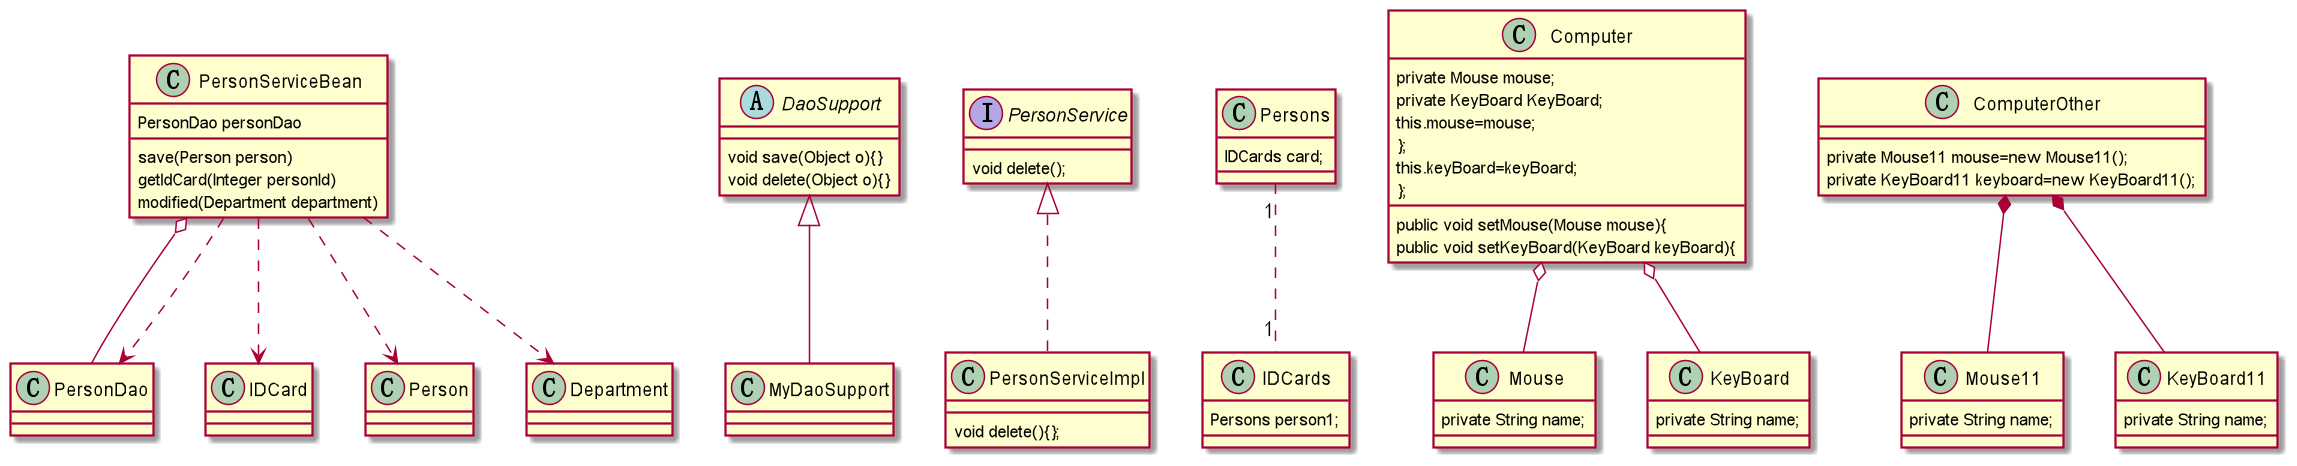 C PersonServiceBean
PersonDao personDao
save(Person person)
getIdCard(Integer personId)
modified(Department department)
A DaoSupport
void save(Object o){}
void delete(Object o){}
I PersonService
void delete();
C Persons
IDCards card;
C Computer
private Mouse mouse;
private KeyBoard KeyBoard;
this.mouse=mouse;
};
this.keyBoard=keyBoard;
};
public void setMouse(Mouse mouse){
public void setKeyBoard(KeyBoard keyBoard){
C ComputerOther
private Mouse11 mouse=new Mouse11();
private KeyBoard11 keyboard=new KeyBoard11();
1
1
C PersonDao
C IDCard
C Person
C Department
C MyDaoSupport
C PersonServiceImpl
void delete(){};
C IDCards
Persons person1;
C Mouse
private String name;
C KeyBoard
private String name;
C Mouse11
private String name;
C KeyBoard11
private String name;